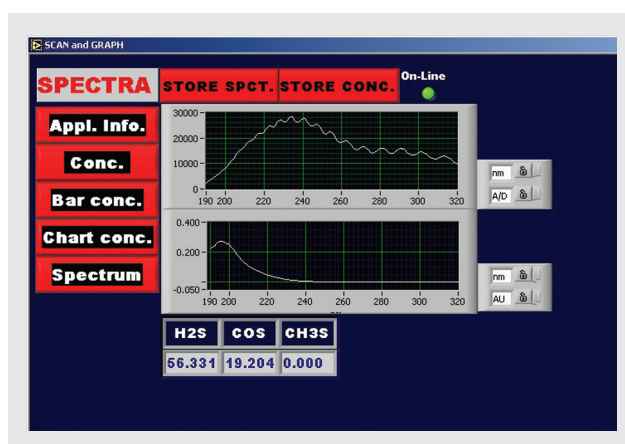 SCAN and GRAPH
SPECTRA STORE SPCT. STORE CONC. On-Line
Appl. Info.
Conc.
Bar conc.
Chart conc.
Spectrum
30000
20000
10000
0
190 200 220 240 260 280 300 320
nm
A/D
0.400
0.200
-0.050
190 200 220 240 260 280 300 320
nm
AU
H2S COS CH3S
56.331 19.204 0.000